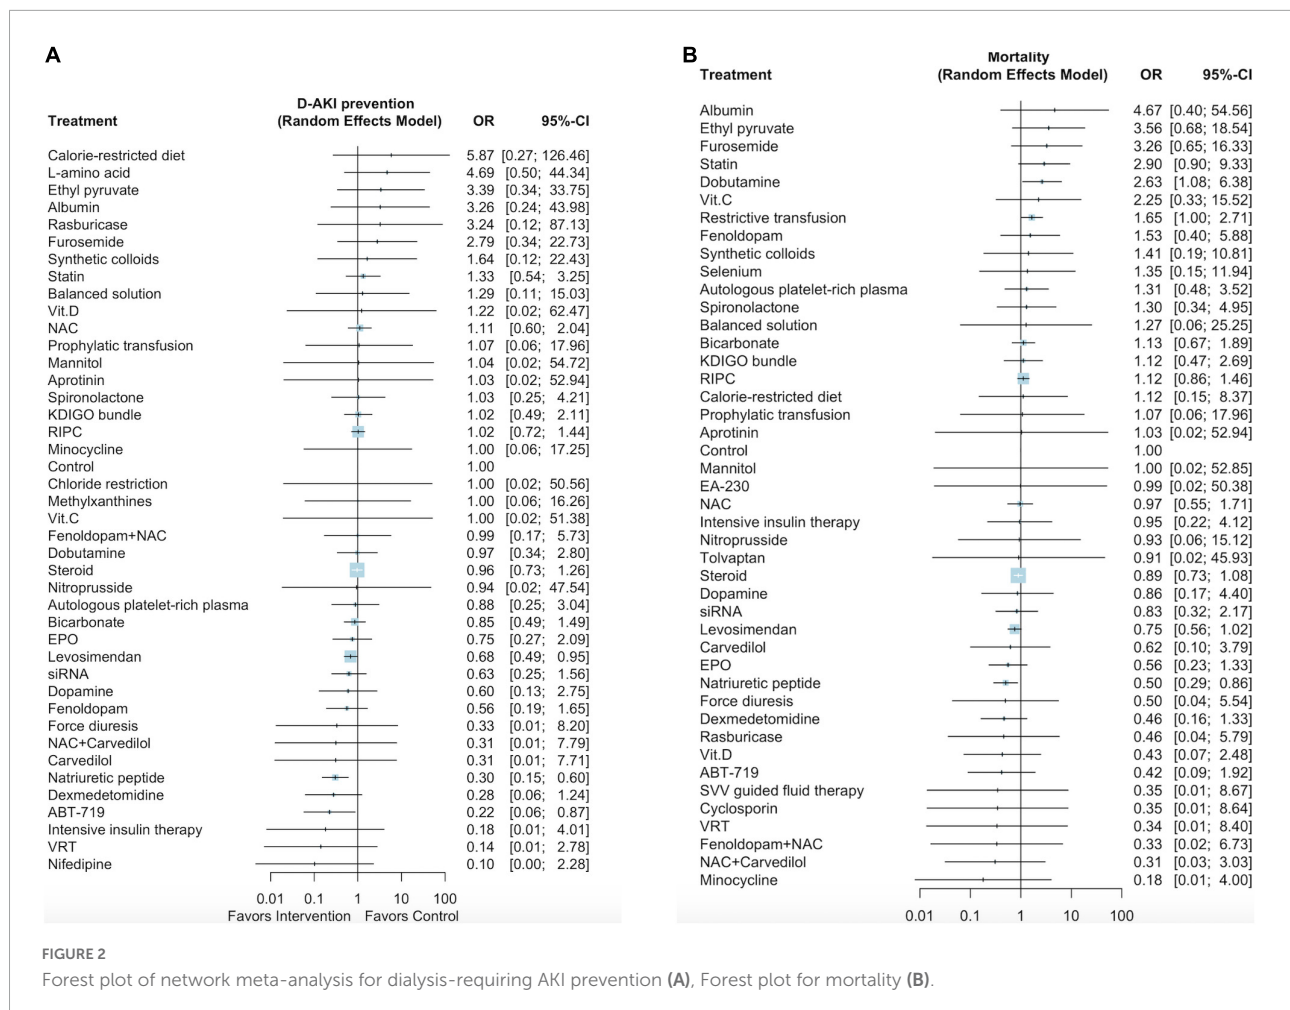 A
D-AKI prevention
Treatment (Random Effects Model) OR 95%-CI
Calorie-restricted diet 5.87 [0.27; 126.46]
L-amino acid 4.69 [0.50; 44.34]
Ethyl pyruvate 3.39 [0.34; 33.75]
Albumin 3.26 [0.24; 43.98]
Rasburicase 3.24 [0.12; 87.13]
Furosemide 2.79 [0.34; 22.73]
Synthetic colloids 1.64 [0.12; 22.43]
Statin 1.33 [0.54; 3.25]
Balanced solution 1.29 [0.11; 15.03]
Vit.D 1.22 [0.02; 62.47]
NAC 1.11 [0.60; 2.04]
Prophylatic transfusion 1.07 [0.06; 17.96]
Mannitol 1.04 [0.02; 54.72]
Aprotinin 1.03 [0.02; 52.94]
Spironolactone 1.03 [0.25; 4.21]
KDIGO bundle 1.02 [0.49; 2.11]
RIPC 1.02 [0.72; 1.44]
Minocycline 1.00 [0.06; 17.25]
Control 1.00
Chloride restriction 1.00 [0.02; 50.56]
Methylxanthines 1.00 [0.06; 16.26]
Vit.C 1.00 [0.02; 51.38]
Fenoldopam+NAC 0.99 [0.17; 5.73]
Dobutamine 0.97 [0.34; 2.80]
Steroid 0.96 [0.73; 1.26]
Nitroprusside 0.94 [0.02; 47.54]
Autologous platelet-rich plasma 0.88 [0.25; 3.04]
Bicarbonate 0.85 [0.49; 1.49]
EPO 0.75 [0.27; 2.09]
Levosimendan 0.68 [0.49; 0.95]
siRNA 0.63 [0.25; 1.56]
Dopamine 0.60 [0.13; 2.75]
Fenoldopam 0.56 [0.19; 1.65]
Force diuresis 0.33 [0.01; 8.20]
NAC+Carvedilol 0.31 [0.01; 7.79]
Carvedilol 0.31 [0.01; 7.71]
Natriuretic peptide 0.30 [0.15; 0.60]
Dexmedetomidine 0.28 [0.06; 1.24]
ABT-719 0.22 [0.06; 0.87]
Intensive insulin therapy 0.18 [0.01; 4.01]
VRT 0.14 [0.01; 2.78]
Nifedipine 0.10 [0.00; 2.28]
0.01 0.1 1 10 100
Favors Intervention Favors Control
B
Mortality
Treatment (Random Effects Model) OR 95%-CI
Albumin 4.67 [0.40; 54.56]
Ethyl pyruvate 3.56 [0.68; 18.54]
Furosemide 3.26 [0.65; 16.33]
Statin 2.90 [0.90; 9.33]
Dobutamine 2.63 [1.08; 6.38]
Vit.C 2.25 [0.33; 15.52]
Restrictive transfusion 1.65 [1.00; 2.71]
Fenoldopam 1.53 [0.40; 5.88]
Synthetic colloids 1.41 [0.19; 10.81]
Selenium 1.35 [0.15; 11.94]
Autologous platelet-rich plasma 1.31 [0.48; 3.52]
Spironolactone 1.30 [0.34; 4.95]
Balanced solution 1.27 [0.06; 25.25]
Bicarbonate 1.13 [0.67; 1.89]
KDIGO bundle 1.12 [0.47; 2.69]
RIPC 1.12 [0.86; 1.46]
Calorie-restricted diet 1.12 [0.15; 8.37]
Prophylatic transfusion 1.07 [0.06; 17.96]
Aprotinin 1.03 [0.02; 52.94]
Control 1.00
Mannitol 1.00 [0.02; 52.85]
EA-230 0.99 [0.02; 50.38]
NAC 0.97 [0.55; 1.71]
Intensive insulin therapy 0.95 [0.22; 4.12]
Nitroprusside 0.93 [0.06; 15.12]
Tolvaptan 0.91 [0.02; 45.93]
Steroid 0.89 [0.73; 1.08]
Dopamine 0.86 [0.17; 4.40]
siRNA 0.83 [0.32; 2.17]
Levosimendan 0.75 [0.56; 1.02]
Carvedilol 0.62 [0.10; 3.79]
EPO 0.56 [0.23; 1.33]
Natriuretic peptide 0.50 [0.29; 0.86]
Force diuresis 0.50 [0.04; 5.54]
Dexmedetomidine 0.46 [0.16; 1.33]
Rasburicase 0.46 [0.04; 5.79]
Vit.D 0.43 [0.07; 2.48]
ABT-719 0.42 [0.09; 1.92]
SVV guided fluid therapy 0.35 [0.01; 8.67]
Cyclosporin 0.35 [0.01; 8.64]
VRT 0.34 [0.01; 8.40]
Fenoldopam+NAC 0.33 [0.02; 6.73]
NAC+Carvedilol 0.31 [0.03; 3.03]
Minocycline 0.18 [0.01; 4.00]
0.01 0.1 1 10 100
FIGURE 2
Forest plot of network meta-analysis for dialysis-requiring AKI prevention (A), Forest plot for mortality (B).